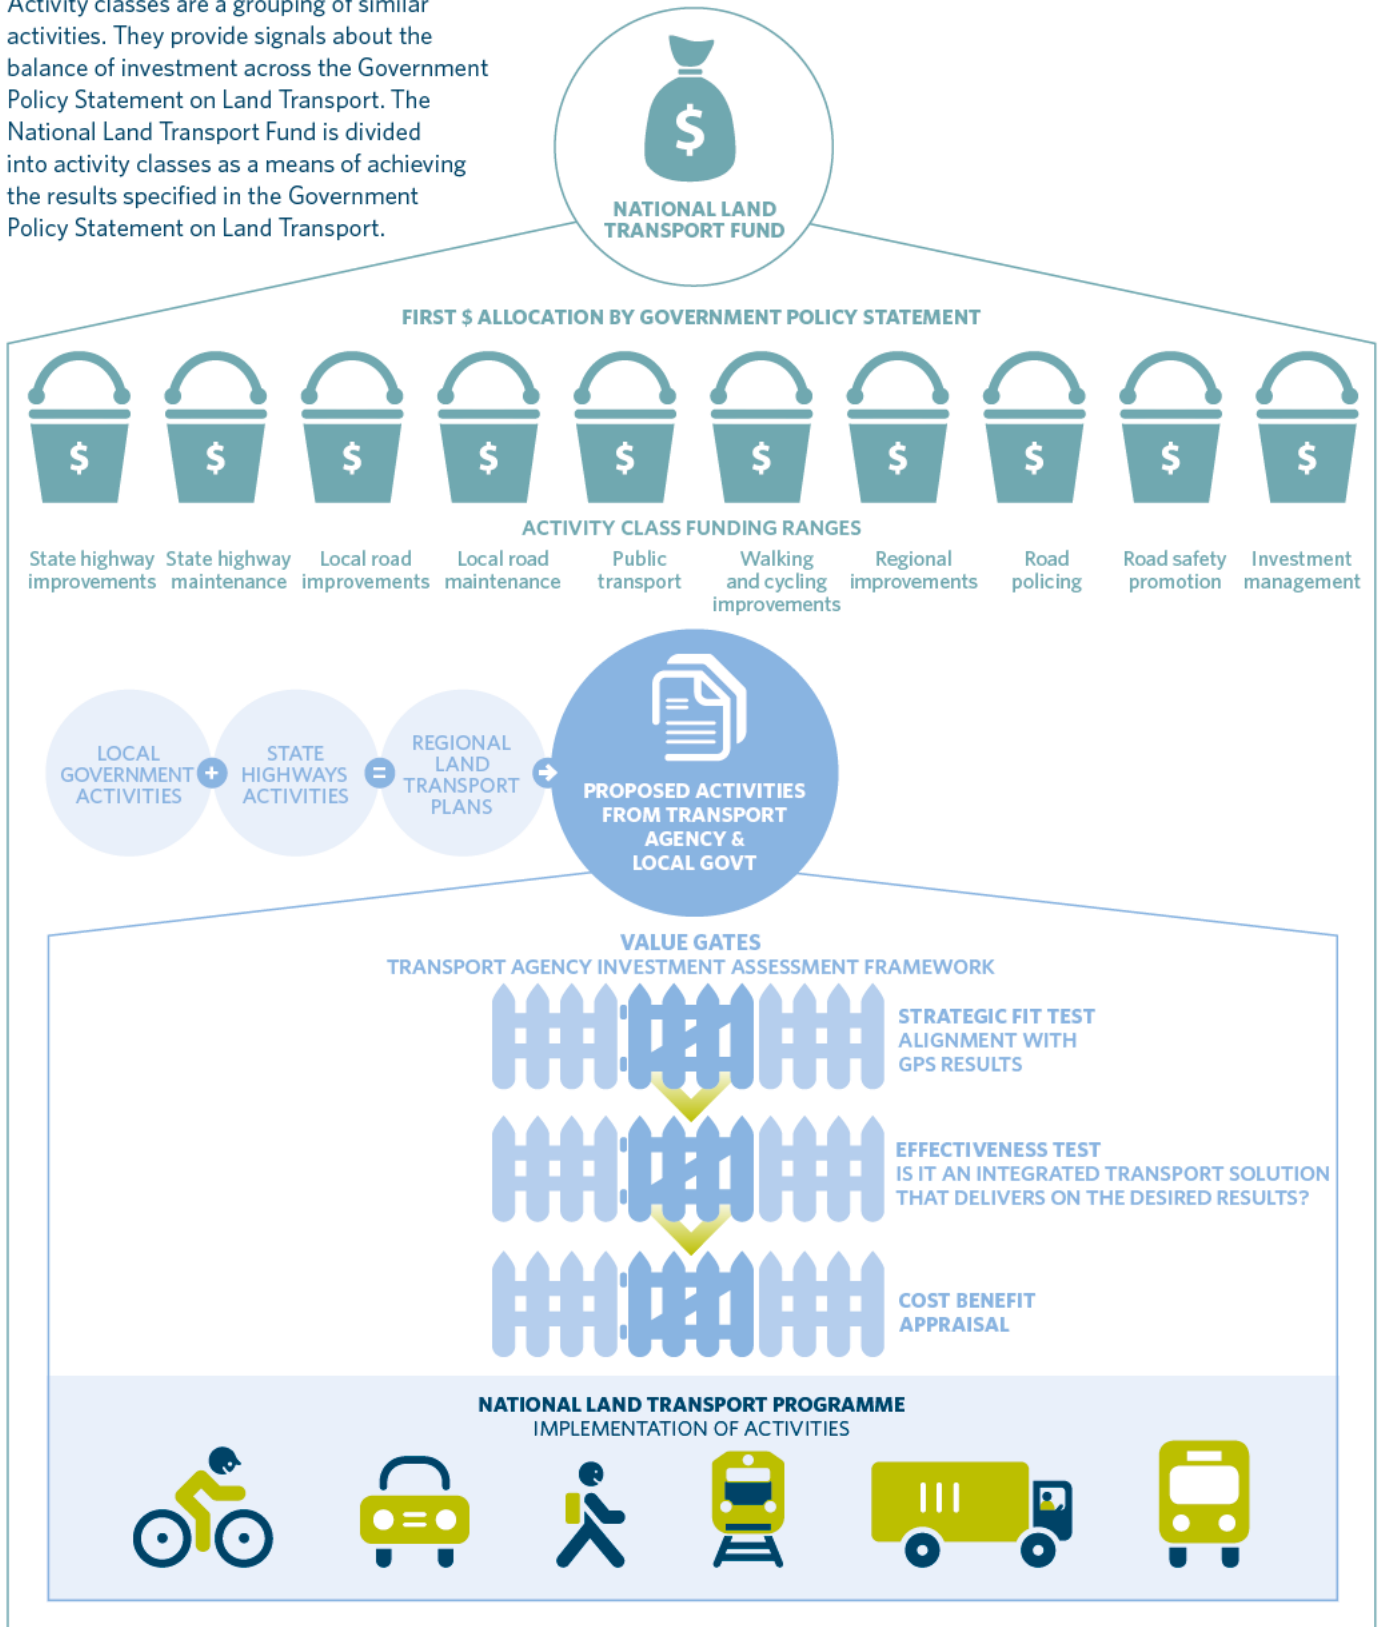 Activity classes are a grouping of similar
activities. They provide signals about the
balance of investment across the Government
Policy Statement on Land Transport. The
National Land Transport Fund is divided
into activity classes as a means of achieving
the results specified in the Government
Policy Statement on Land Transport.
$
NATIONAL LAND
TRANSPORT FUND
FIRST $ ALLOCATION BY GOVERNMENT POLICY STATEMENT
$ $ $ $ $ $ $ $ $ $
ACTIVITY CLASS FUNDING RANGES
State highway
improvements
State highway
maintenance
Local road
improvements
Local road
maintenance
Public
transport
Walking
and cycling
improvements
Regional
improvements
Road
policing
Road safety
promotion
Investment
management
LOCAL
GOVERNMENT
ACTIVITIES
+
STATE
HIGHWAYS
ACTIVITIES
=
REGIONAL
LAND
TRANSPORT
PLANS
PROPOSED ACTIVITIES
FROM TRANSPORT
AGENCY &
LOCAL GOVT
VALUE GATES
TRANSPORT AGENCY INVESTMENT ASSESSMENT FRAMEWORK
STRATEGIC FIT TEST
ALIGNMENT WITH
GPS RESULTS
EFFECTIVENESS TEST
IS IT AN INTEGRATED TRANSPORT SOLUTION
THAT DELIVERS ON THE DESIRED RESULTS?
COST BENEFIT
APPRAISAL
NATIONAL LAND TRANSPORT PROGRAMME
IMPLEMENTATION OF ACTIVITIES